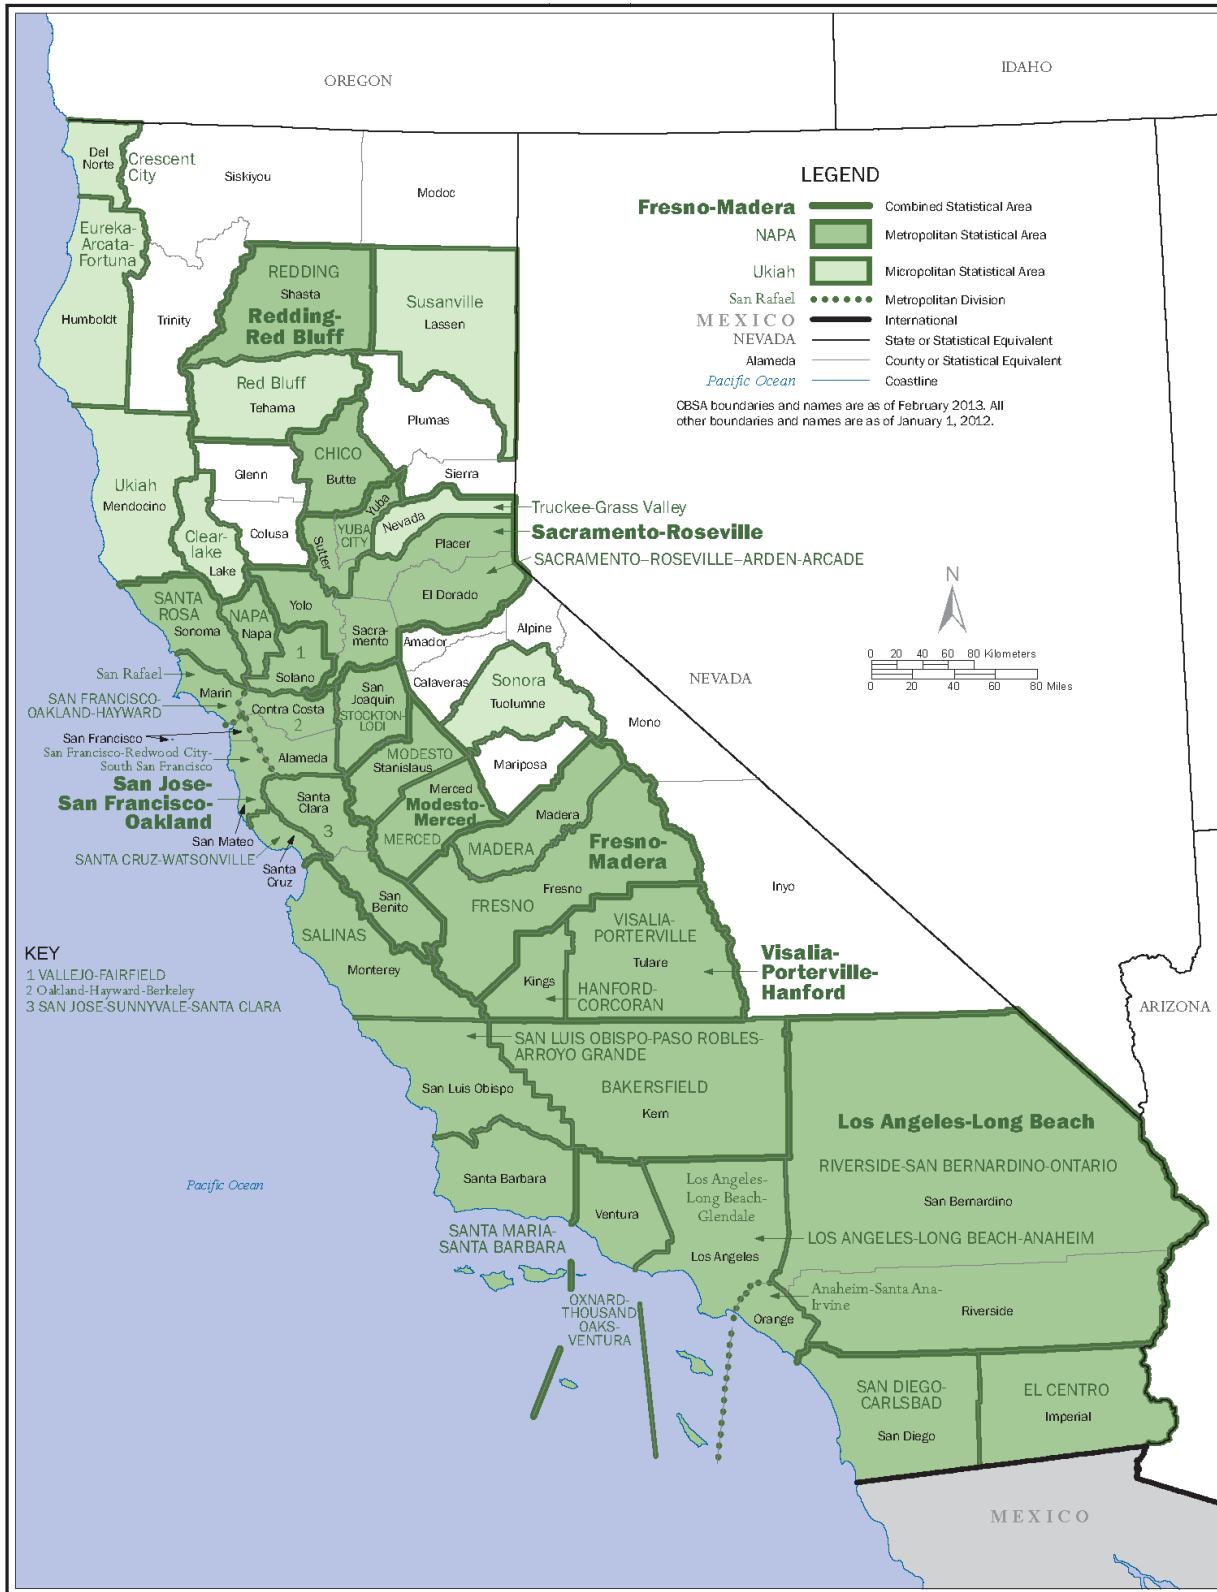 OREGON
IDAHO
Del
Norte
Crescent
City
Siskiyou
Modoc
LEGEND
Fresno-Madera
Combined Statistical Area
NAPA
Metropolitan Statistical Area
Ukiah
Micropolitan Statistical Area
San Rafael
Metropolitan Division
MEXICO
International
NEVADA
State or Statistical Equivalent
Alameda
County or Statistical Equivalent
Pacific Ocean
Coastline
CBSA boundaries and names are as of February 2013. All
other boundaries and names are as of January 1, 2012.
Eureka-
Arcata-
Fortuna
Humboldt
Trinity
REDDING
Shasta
Redding-
Red Bluff
Susanville
Lassen
Red Bluff
Tehama
Plumas
CHICO
Butte
Glenn
Sierra
Ukiah
Mendocino
Colusa
Clear-
lake
Lake
Yuba
Nevada
YUBA
CITY
Sutter
Truckee-Grass Valley
Sacramento-Roseville
Placer
SACRAMENTO–ROSEVILLE–ARDEN-ARCADE
El Dorado
SANTA
ROSA
Sonoma
NAPA
Napa
Yolo
1
Solano
Sacra-
mento
Amador
Alpine
Calaveras
N
0 20 40 60 80 Kilometers
0 20 40 60 80 Miles
NEVADA
San Rafael
Marin
SAN FRANCISCO-
OAKLAND-HAYWARD
Contra Costa
2
San
Joaquin
STOCKTON-
LODI
Sonora
Tuolumne
Mono
San Francisco
San Francisco-Redwood City-
South San Francisco
Alameda
MODESTO
Stanislaus
Mariposa
San Jose-
San Francisco-
Oakland
Santa
Clara
3
Merced
Modesto-
Merced
MERCED
Madera
MADERA
Fresno-
Madera
San Mateo
SANTA CRUZ-WATSONVILLE
Santa
Cruz
Inyo
San
Benito
Fresno
FRESNO
SALINAS
Monterey
VISALIA-
PORTERVILLE
Tulare
Visalia-
Porterville-
Hanford
Kings
HANFORD-
CORCORAN
KEY
1 VALLEJO-FAIRFIELD
2 Oakland-Hayward-Berkeley
3 SAN JOSE-SUNNYVALE-SANTA CLARA
ARIZONA
SAN LUIS OBISPO-PASO ROBLES-
ARROYO GRANDE
San Luis Obispo
BAKERSFIELD
Kern
Los Angeles-Long Beach
RIVERSIDE-SAN BERNARDINO-ONTARIO
San Bernardino
Pacific Ocean
Santa Barbara
Ventura
Los Angeles-
Long Beach-
Glendale
Los Angeles
LOS ANGELES-LONG BEACH-ANAHEIM
SANTA MARIA-
SANTA BARBARA
OXNARD-
THOUSAND
OAKS-
VENTURA
Anaheim-Santa Ana-
Irvine
Orange
Riverside
SAN DIEGO-
CARLSBAD
San Diego
EL CENTRO
Imperial
MEXICO